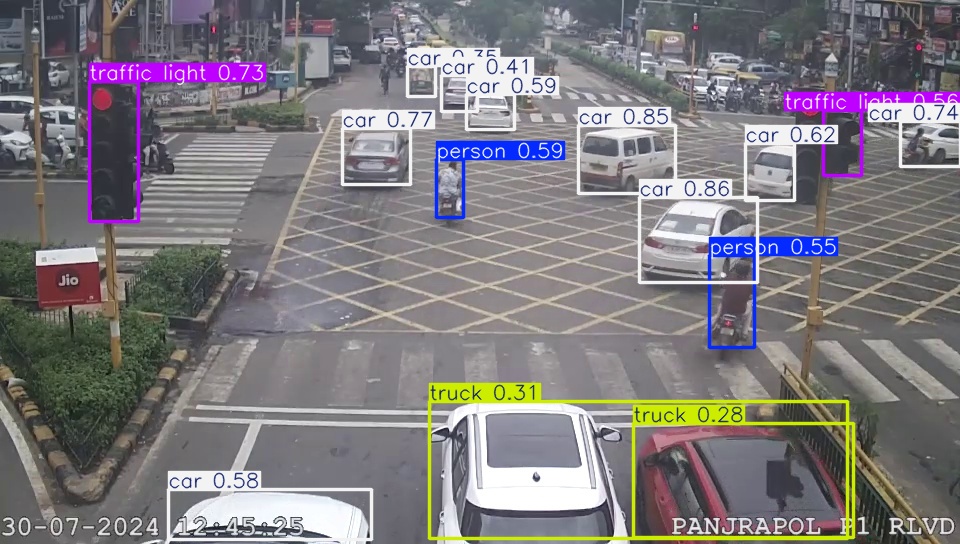 car 0.35
car 0.41
car 0.59
traffic light 0.73
traffic light 0.56
car 0.74
car 0.77
car 0.85
car 0.62
person 0.59
car 0.86
person 0.55
Jio
truck 0.31
truck 0.28
car 0.58
30-07-2024 12:45:25
PANJRAPOL P1 RLVD